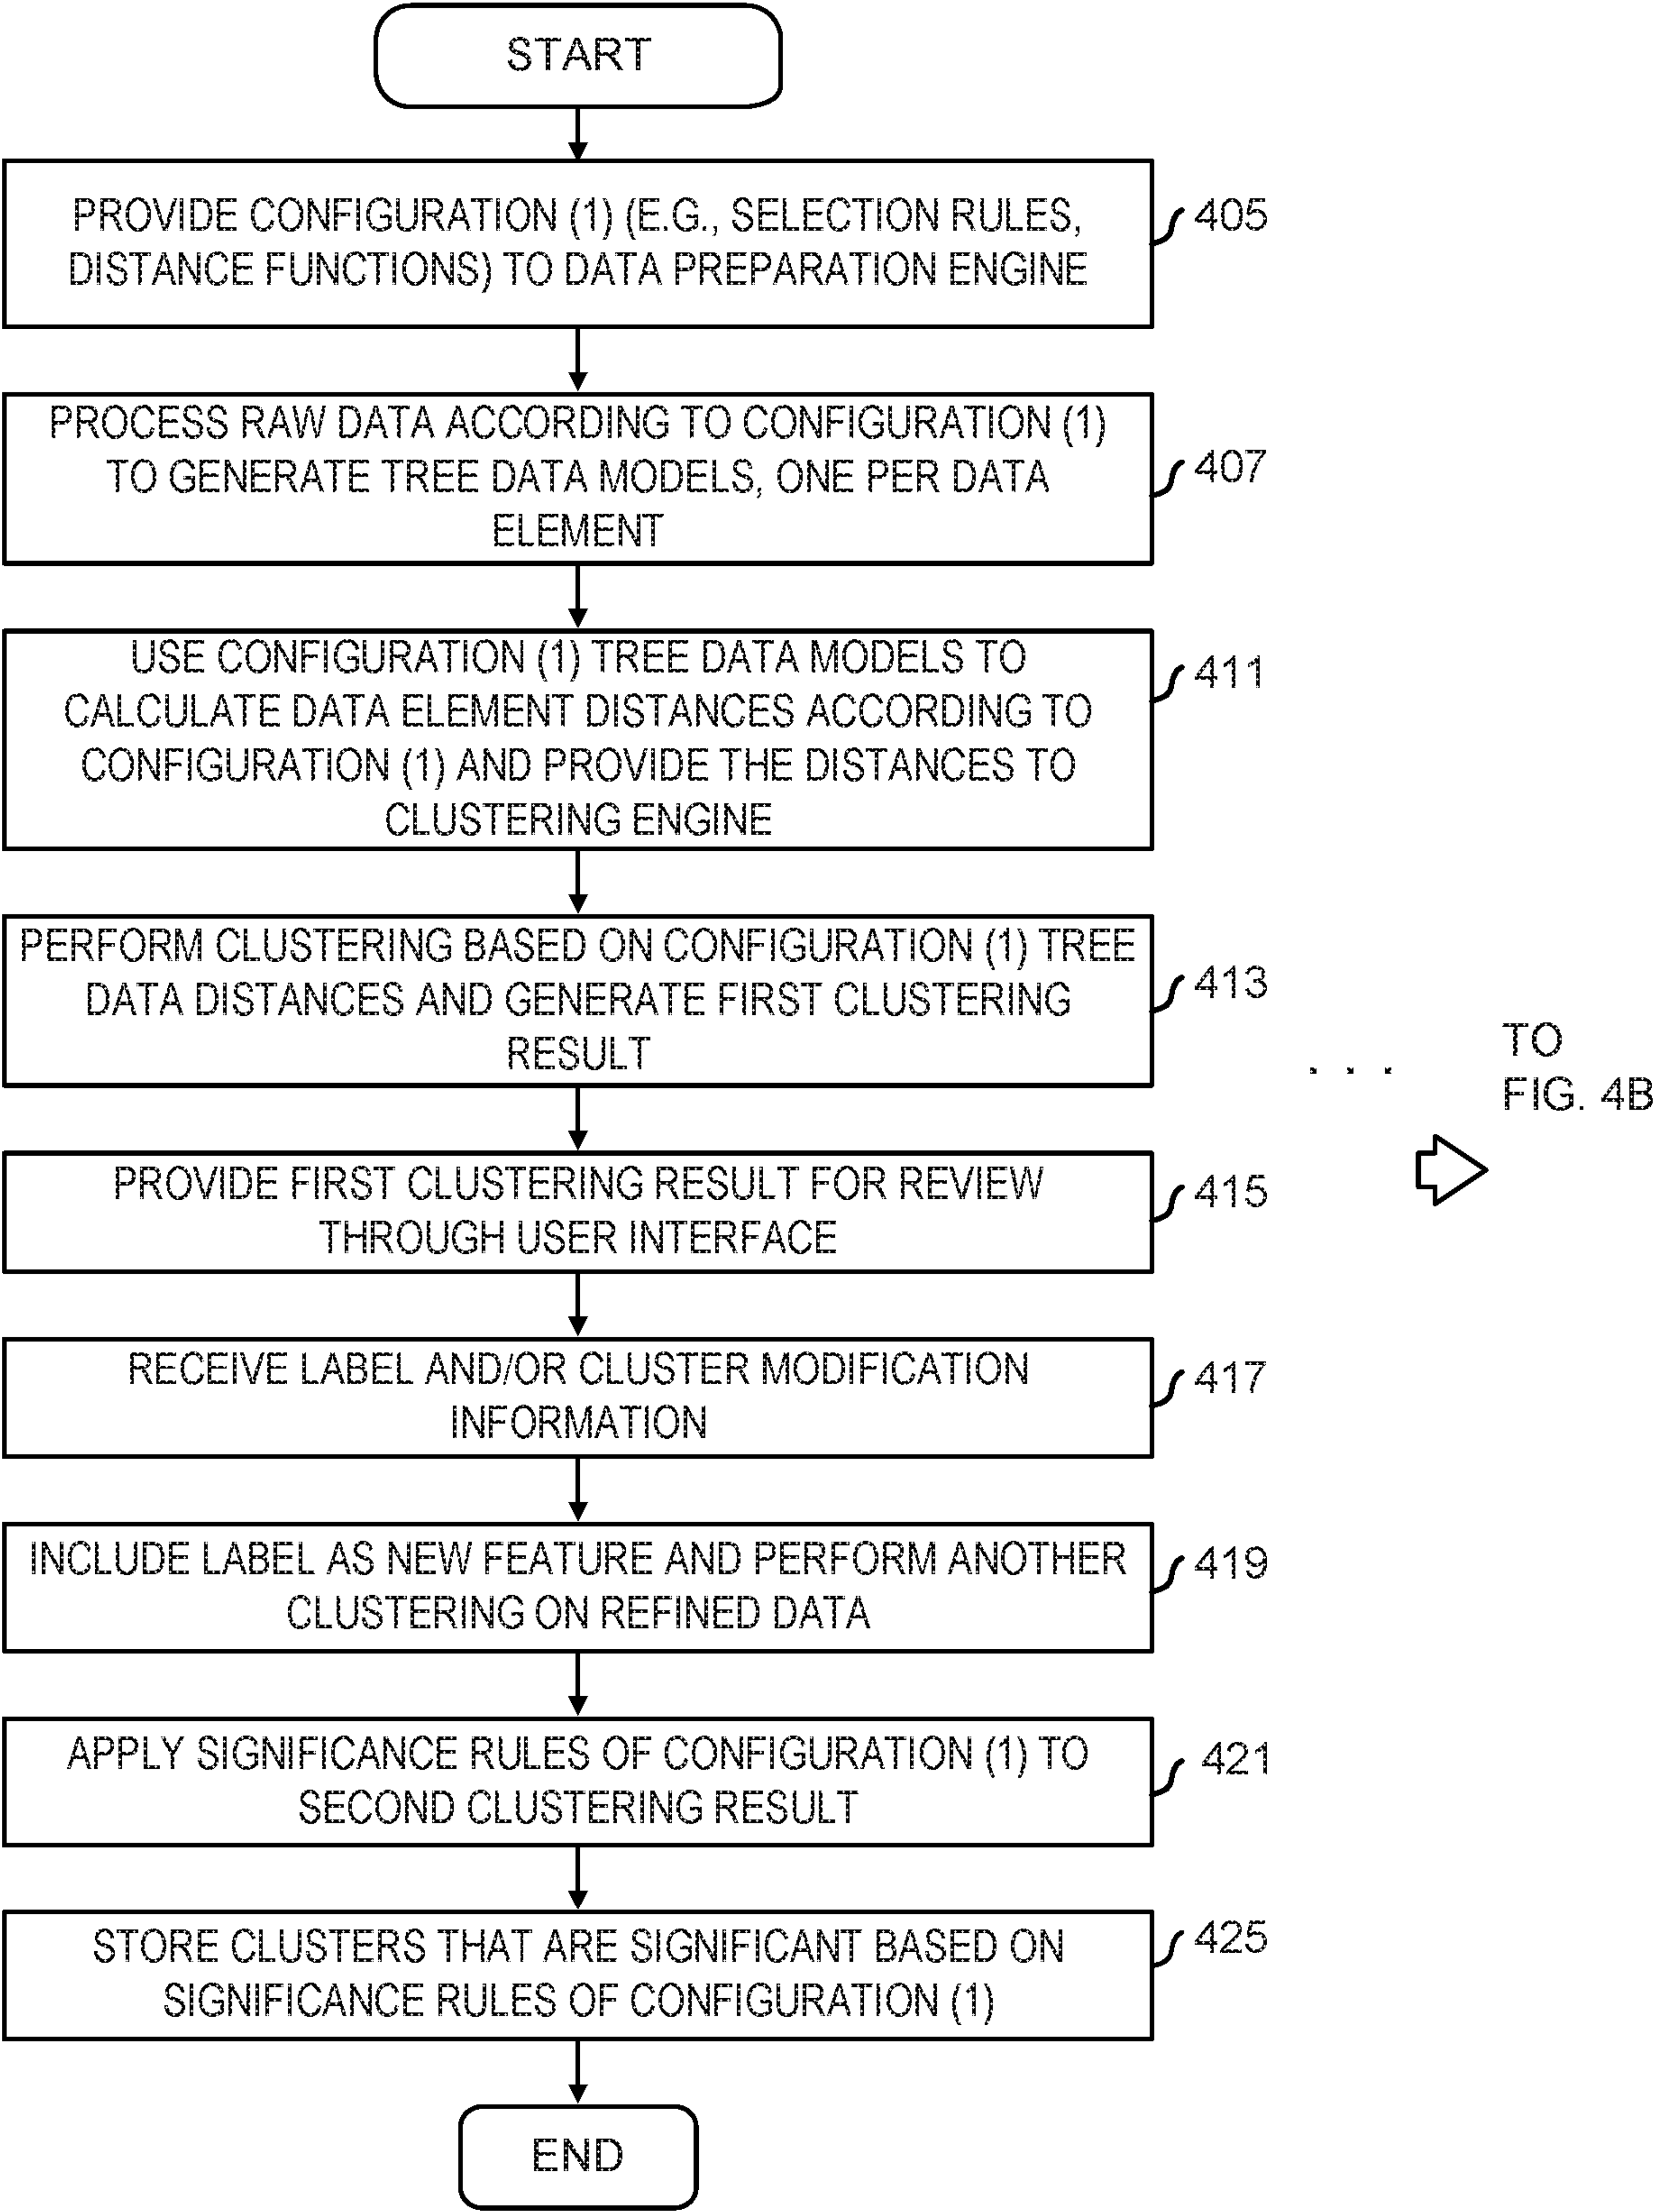 START
PROVIDE CONFIGURATION (1) (E.G., SELECTION RULES,
DISTANCE FUNCTIONS) TO DATA PREPARATION ENGINE
405
PROCESS RAW DATA ACCORDING TO CONFIGURATION (1)
TO GENERATE TREE DATA MODELS, ONE PER DATA
ELEMENT
407
USE CONFIGURATION (1) TREE DATA MODELS TO
CALCULATE DATA ELEMENT DISTANCES ACCORDING TO
CONFIGURATION (1) AND PROVIDE THE DISTANCES TO
CLUSTERING ENGINE
411
PERFORM CLUSTERING BASED ON CONFIGURATION (1) TREE
DATA DISTANCES AND GENERATE FIRST CLUSTERING
RESULT
413
. . .
TO
FIG. 4B
PROVIDE FIRST CLUSTERING RESULT FOR REVIEW
THROUGH USER INTERFACE
415
RECEIVE LABEL AND/OR CLUSTER MODIFICATION
INFORMATION
417
INCLUDE LABEL AS NEW FEATURE AND PERFORM ANOTHER
CLUSTERING ON REFINED DATA
419
APPLY SIGNIFICANCE RULES OF CONFIGURATION (1) TO
SECOND CLUSTERING RESULT
421
STORE CLUSTERS THAT ARE SIGNIFICANT BASED ON
SIGNIFICANCE RULES OF CONFIGURATION (1)
425
END